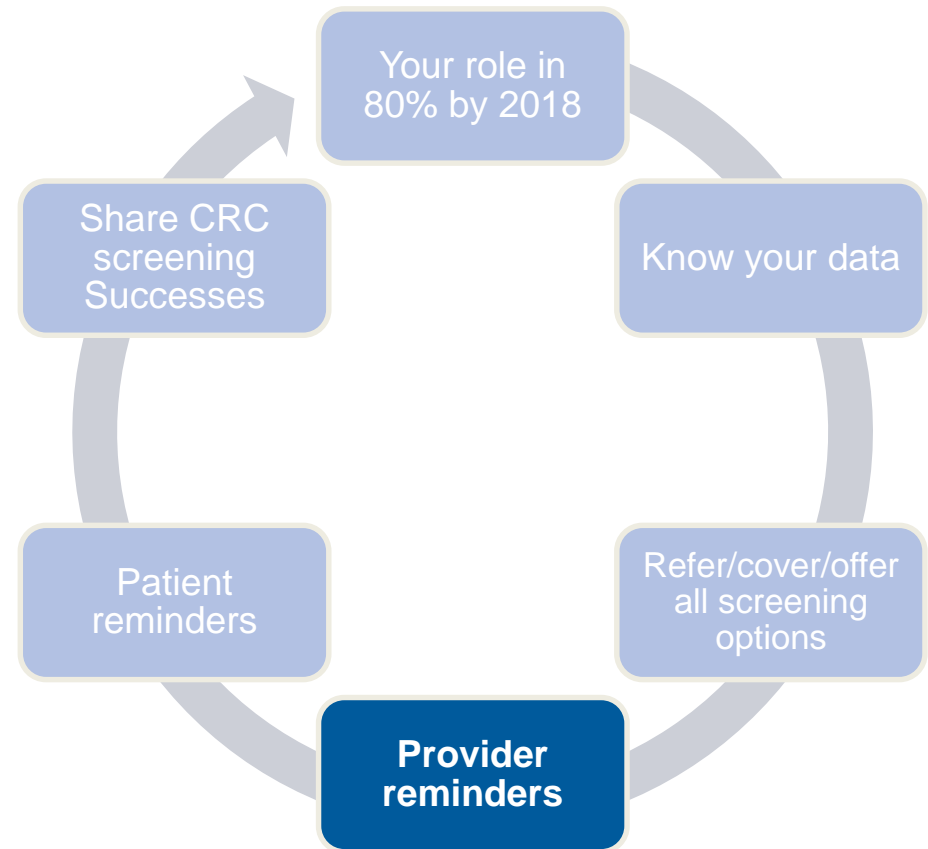 Your role in
80% by 2018
Know your data
Refer/cover/offer
all screening
options
Provider
reminders
Patient
reminders
Share CRC
screening
Successes